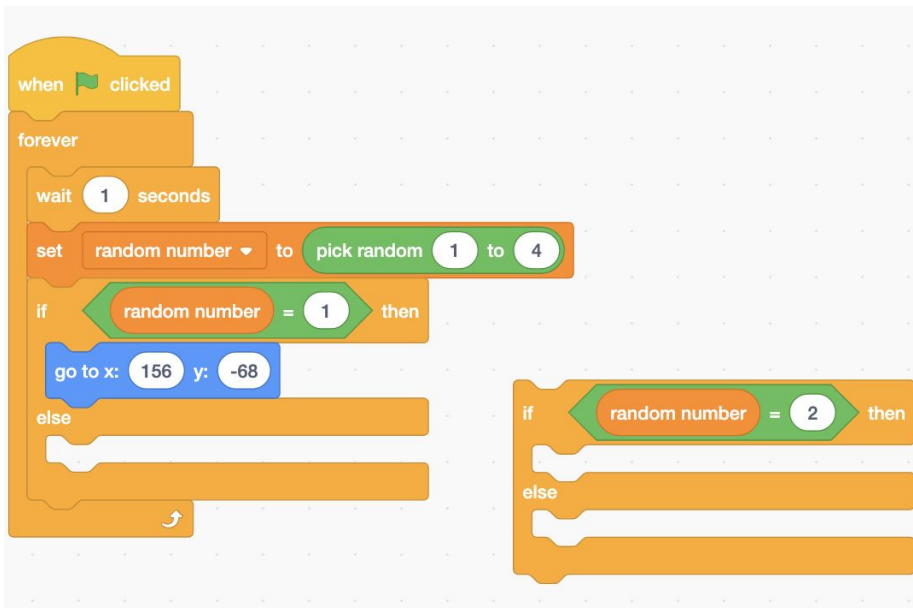 when clicked
forever
wait 1 seconds
set random number to pick random 1 to 4
if random number = 1 then
go to x: 156 y: -68
else
if random number = 2 then
else